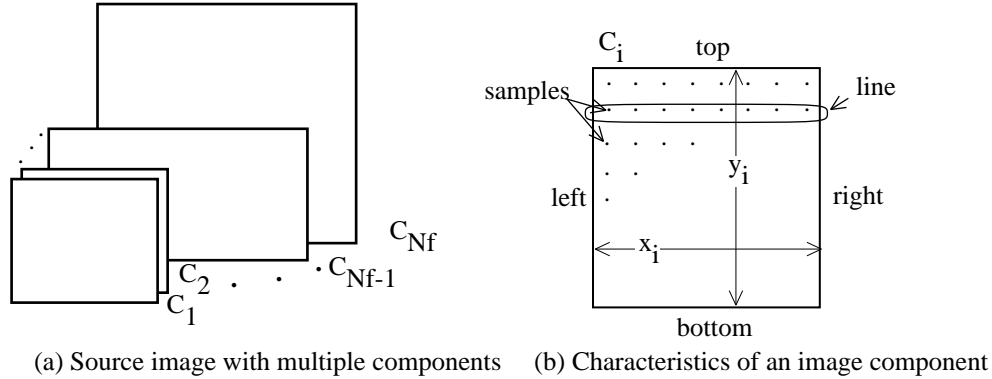 C_Nf
C_Nf-1
C_2
C_1
(a) Source image with multiple components
C_i
top
samples
line
y_i
left
right
x_i
bottom
(b) Characteristics of an image component